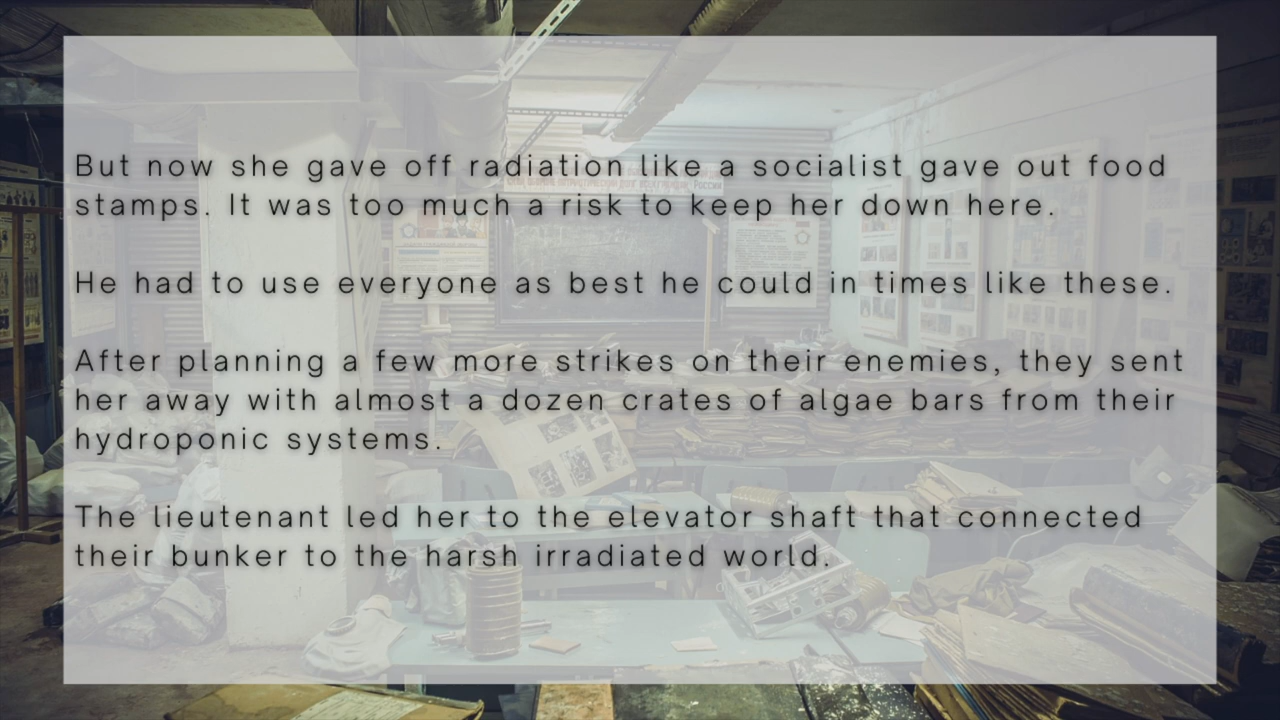 But now she gave off radiation like a socialist gave out food
stamps. It was too much a risk to keep her down here.
He had to use everyone as best he could in times like these.
After planning a few more strikes on their enemies, they sent
her away with almost a dozen crates of algae bars from their
hydroponic systems.
The lieutenant led her to the elevator shaft that connected
their bunker to the harsh irradiated world.